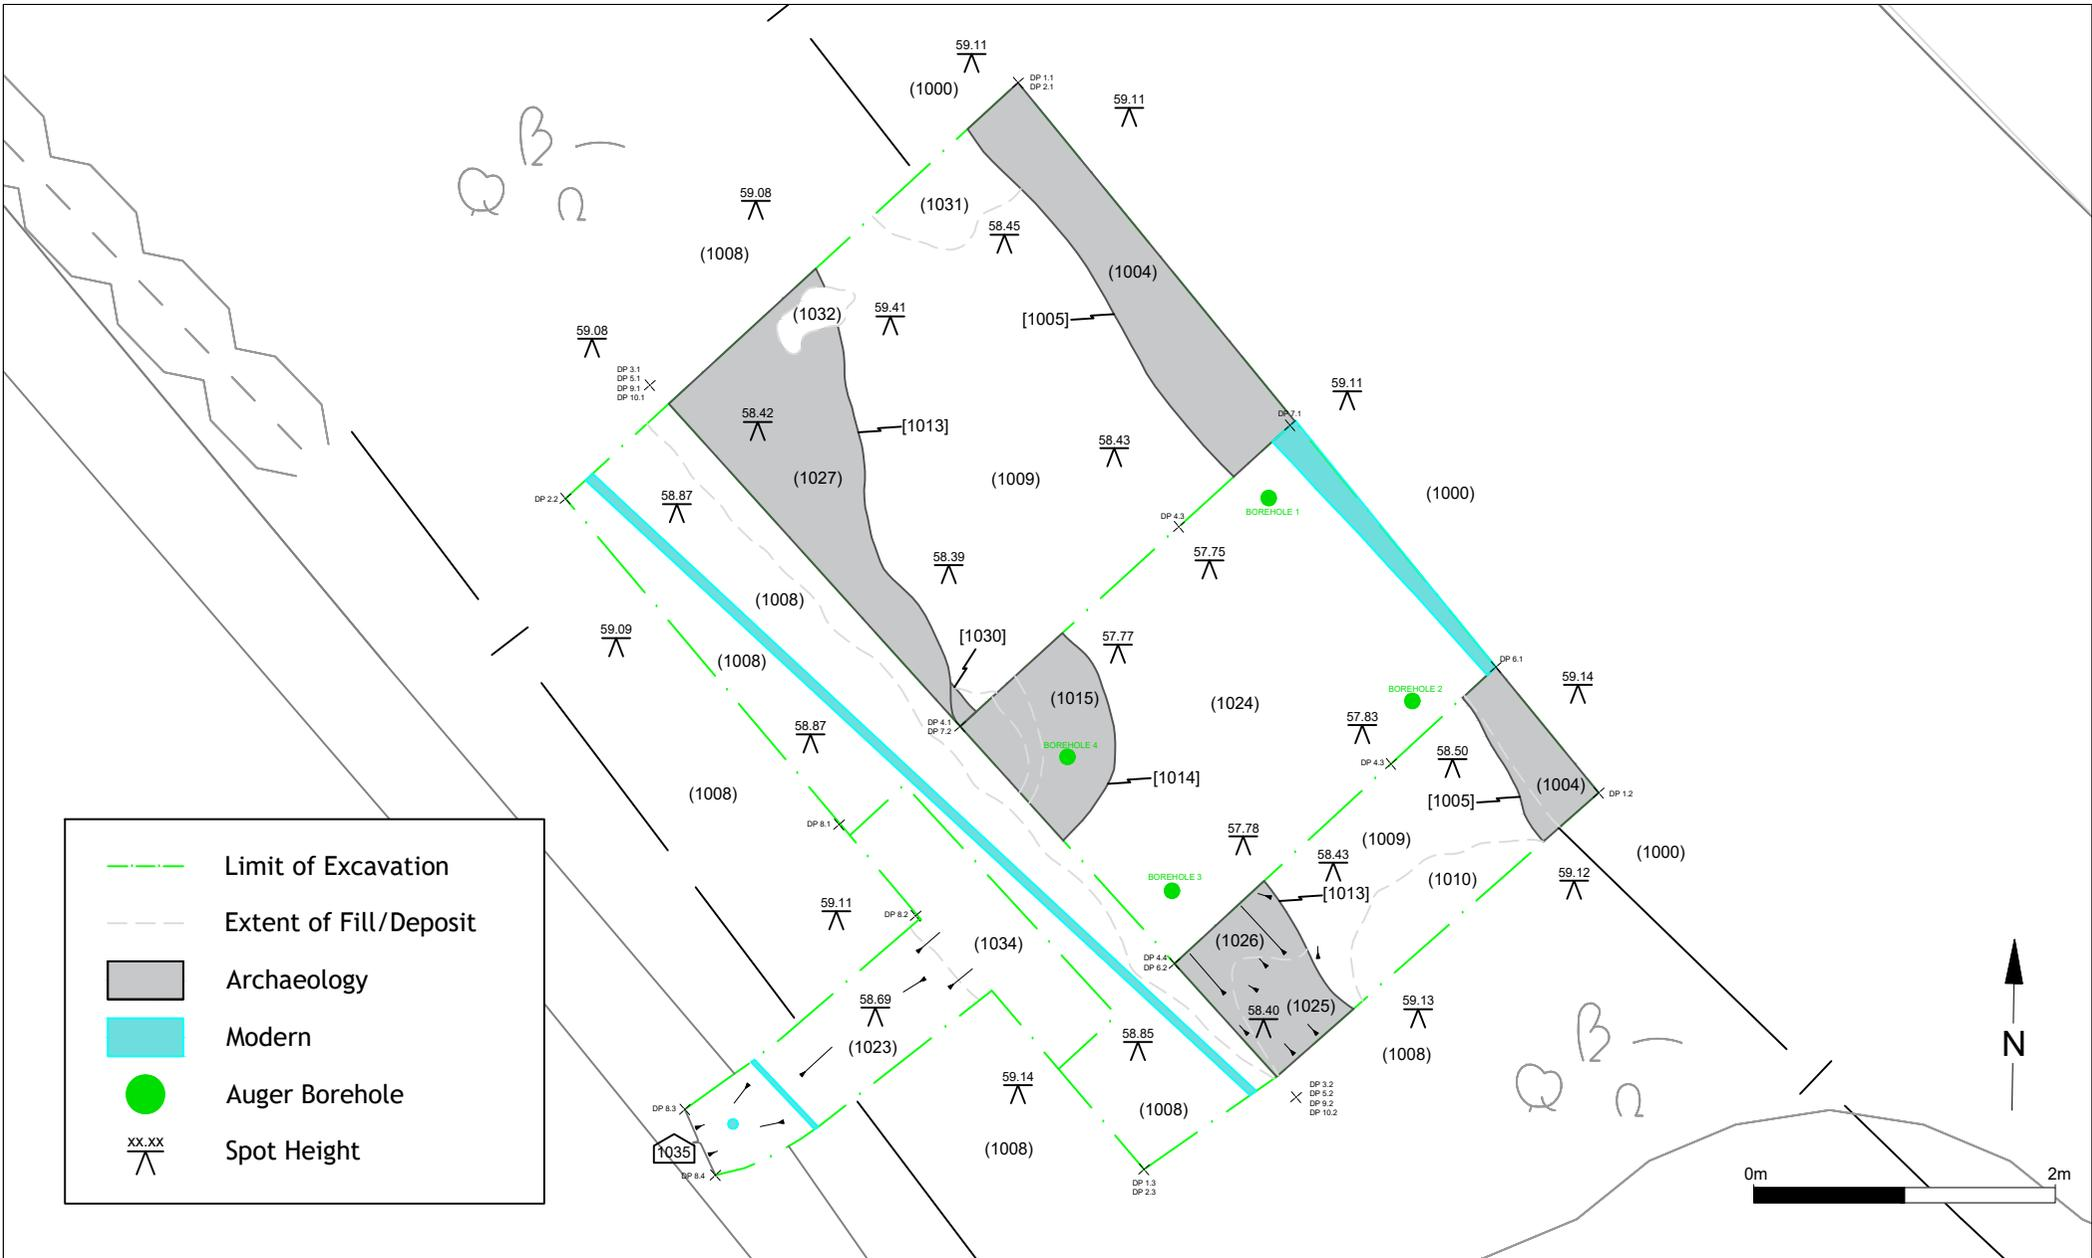 59.11
(1000)
DP 1.1
DP 2.1
59.11
59.08
(1031)
58.45
(1008)
(1004)
(1032)
59.41
[1005]
59.08
DP 3.1
DP 5.1
DP 9.1
DP 10.1
59.11
58.42
DP 7.1
[1013]
58.43
(1027)
(1009)
(1000)
DP 2.2
58.87
BOREHOLE 1
DP 4.3
57.75
58.39
(1008)
59.09
[1030]
57.77
(1008)
DP 6.1
59.14
(1015)
BOREHOLE 2
(1024)
DP 4.1
DP 7.2
58.87
57.83
BOREHOLE 4
58.50
DP 4.3
[1014]
(1004)
(1008)
DP 1.2
[1005]
DP 8.1
57.78
(1009)
(1000)
58.43
BOREHOLE 3
(1010)
59.12
[1013]
59.11
DP 8.2
(1034)
(1026)
DP 4.4
DP 6.2
58.69
(1025)
58.40
59.13
(1023)
58.85
(1008)
59.14
DP 3.2
DP 5.2
DP 9.2
DP 10.2
DP 8.3
(1008)
1035
(1008)
DP 8.4
DP 1.3
DP 2.3
Limit of Excavation
Extent of Fill/Deposit
Archaeology
Modern
Auger Borehole
xx.xx
Spot Height
N
0m
2m